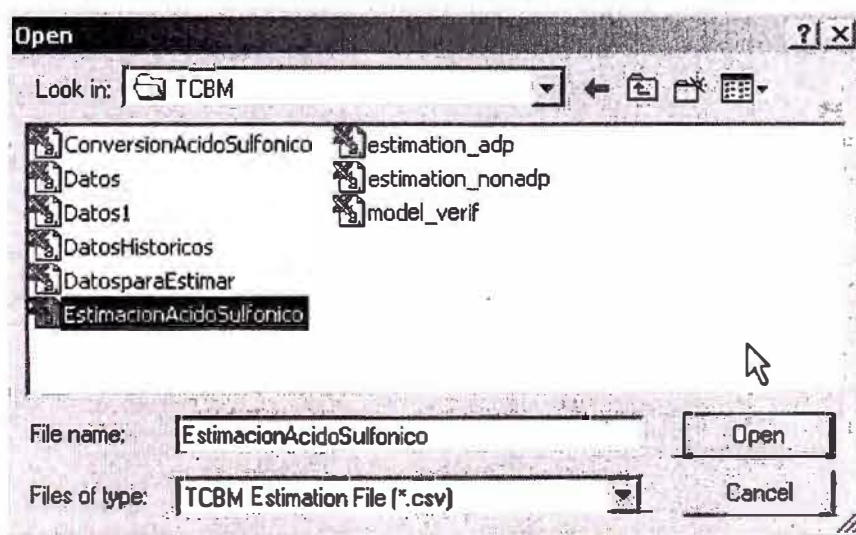 Open
Look in: TCBM
ConversionAcidoSulfonico
Datos
Datos1
DatosHistoricos
DatosparaEstimar
EstimacionAcidoSulfonico
estimation_adp
estimation_nonadp
model_verif
File name: EstimacionAcidoSulfonico Open
Files of type: TCBM Estimation File (*.csv) Cancel